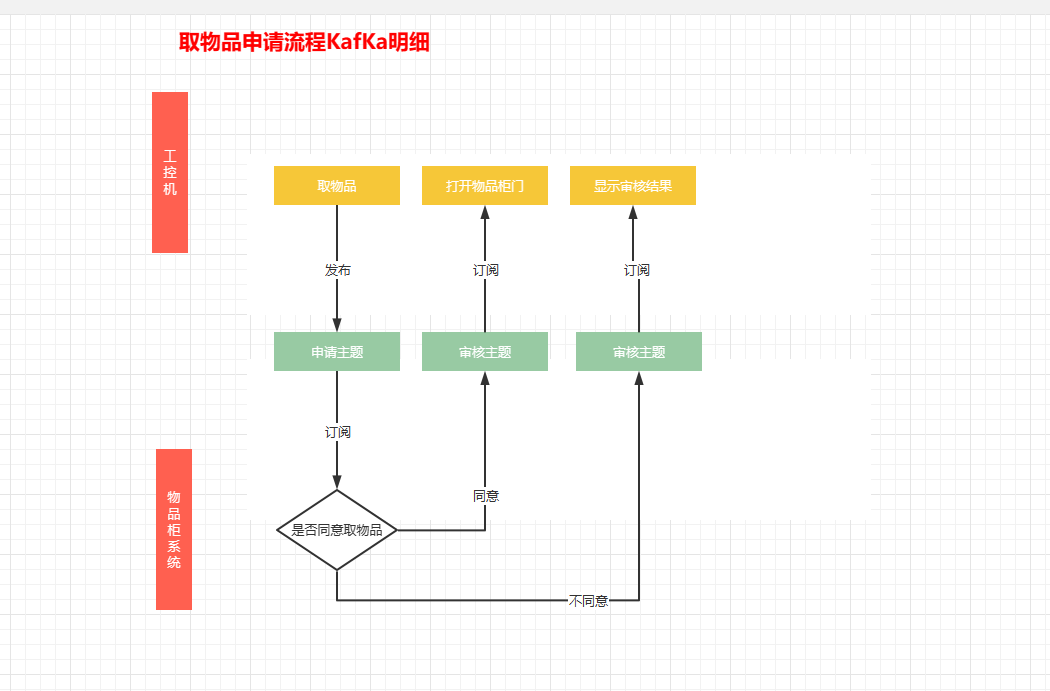 取物品申请流程KafKa明细
工控机
取物品
打开物品柜门
显示审核结果
发布
订阅
订阅
申请主题
审核主题
审核主题
订阅
物品柜系统
同意
是否同意取物品
不同意